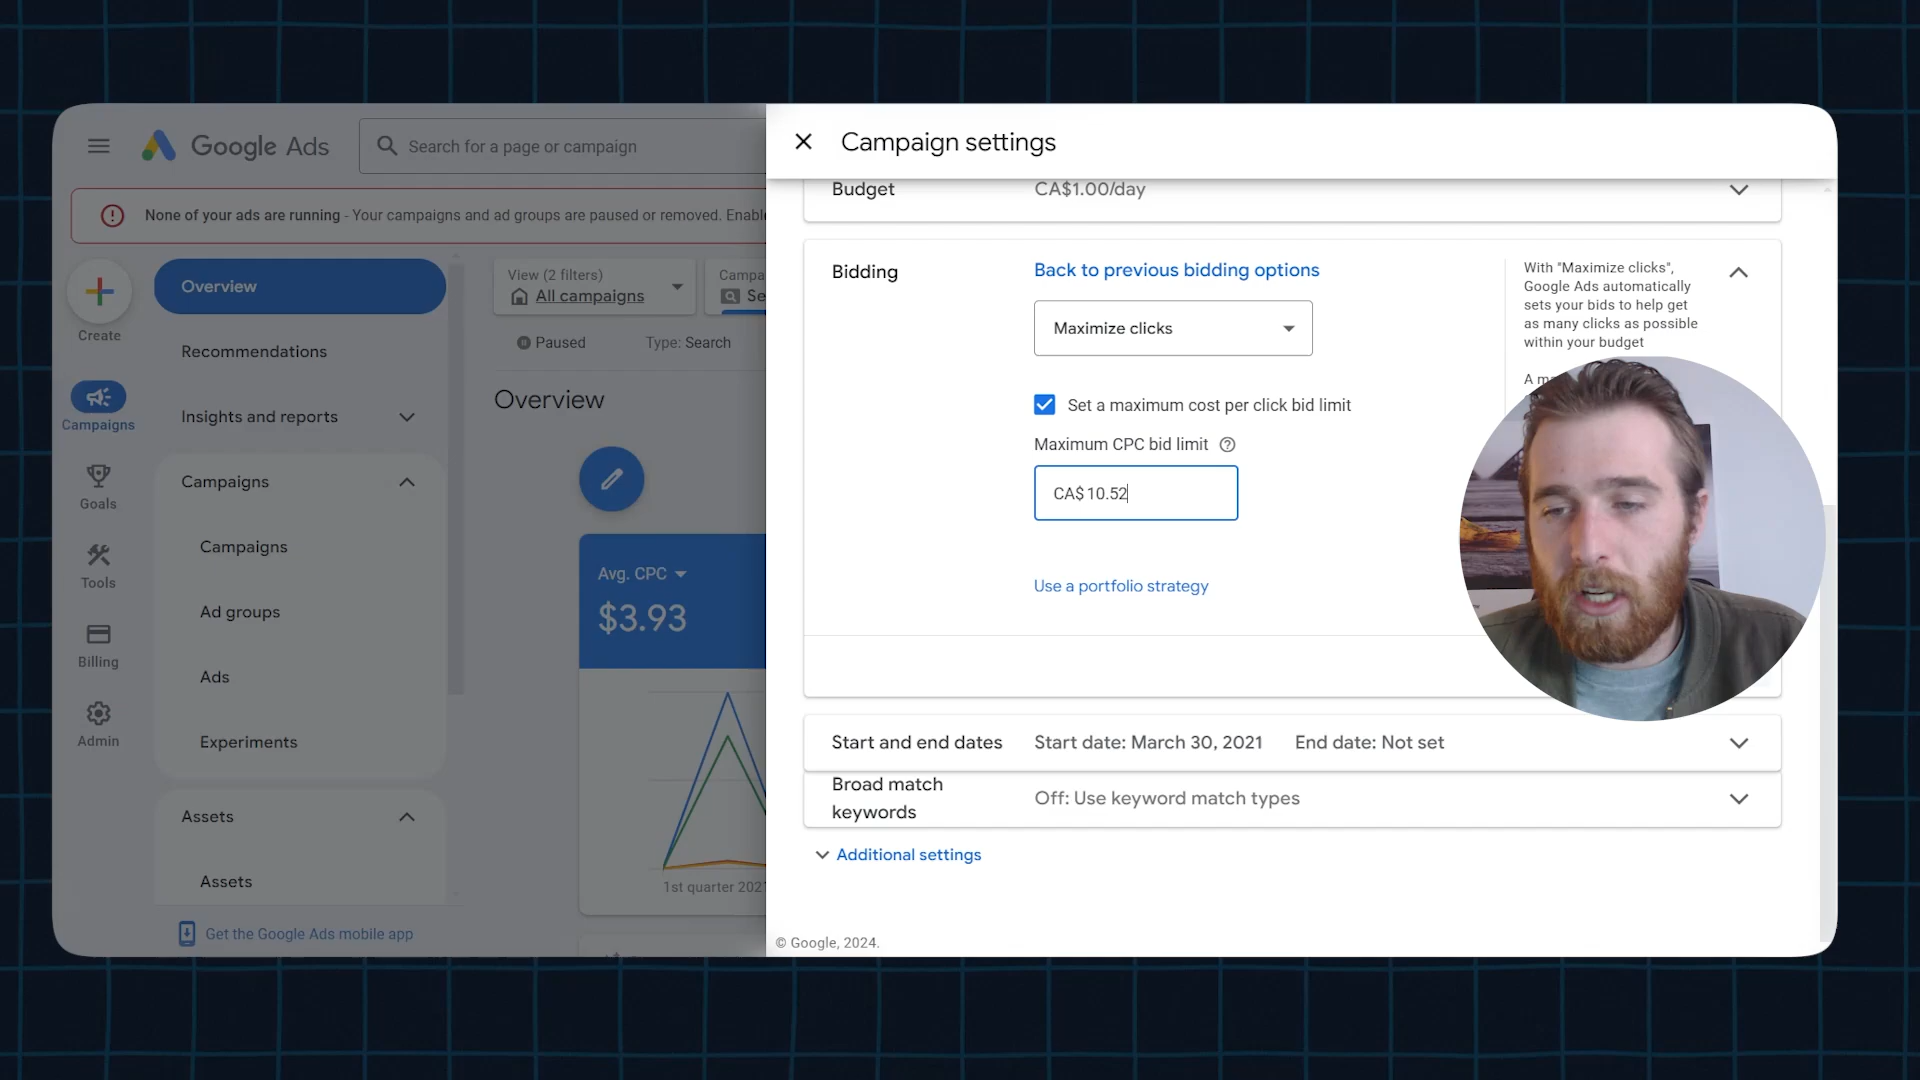 Google Ads
Search for a page or campaign
None of your ads are running - Your campaigns and ad groups are paused or removed. Enable
Create
Campaigns
Goals
Tools
Billing
Admin
Overview
Recommendations
Insights and reports
Campaigns
Campaigns
Ad groups
Ads
Experiments
Assets
Assets
Get the Google Ads mobile app
View (2 filters)
All campaigns
Campa
Se
Paused
Type: Search
Overview
Avg. CPC
$3.93
1st quarter 2021
Campaign settings
Budget
CA$1.00/day
Bidding
Back to previous bidding options
Maximize clicks
Set a maximum cost per click bid limit
Maximum CPC bid limit
CA$ 10.52
Use a portfolio strategy
With "Maximize clicks",
Google Ads automatically
sets your bids to help get
as many clicks as possible
within your budget
A
Start and end dates
Start date: March 30, 2021
End date: Not set
Broad match
keywords
Off: Use keyword match types
Additional settings
© Google, 2024.